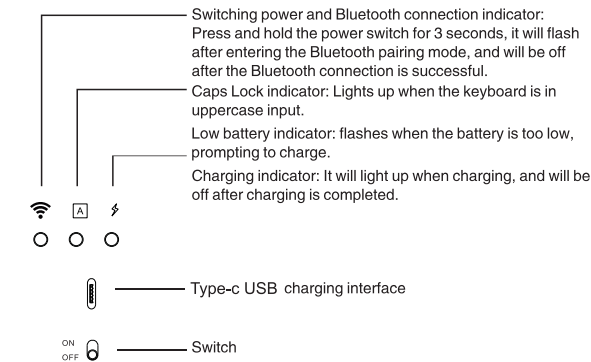 Switching power and Bluetooth connection indicator:
Press and hold the power switch for 3 seconds, it will flash
after entering the Bluetooth pairing mode, and will be off
after the Bluetooth connection is successful.
Caps Lock indicator: Lights up when the keyboard is in
uppercase input.
Low battery indicator: flashes when the battery is too low,
prompting to charge.
Charging indicator: It will light up when charging, and will be
off after charging is completed.
A
Type-c USB charging interface
ON
OFF
Switch